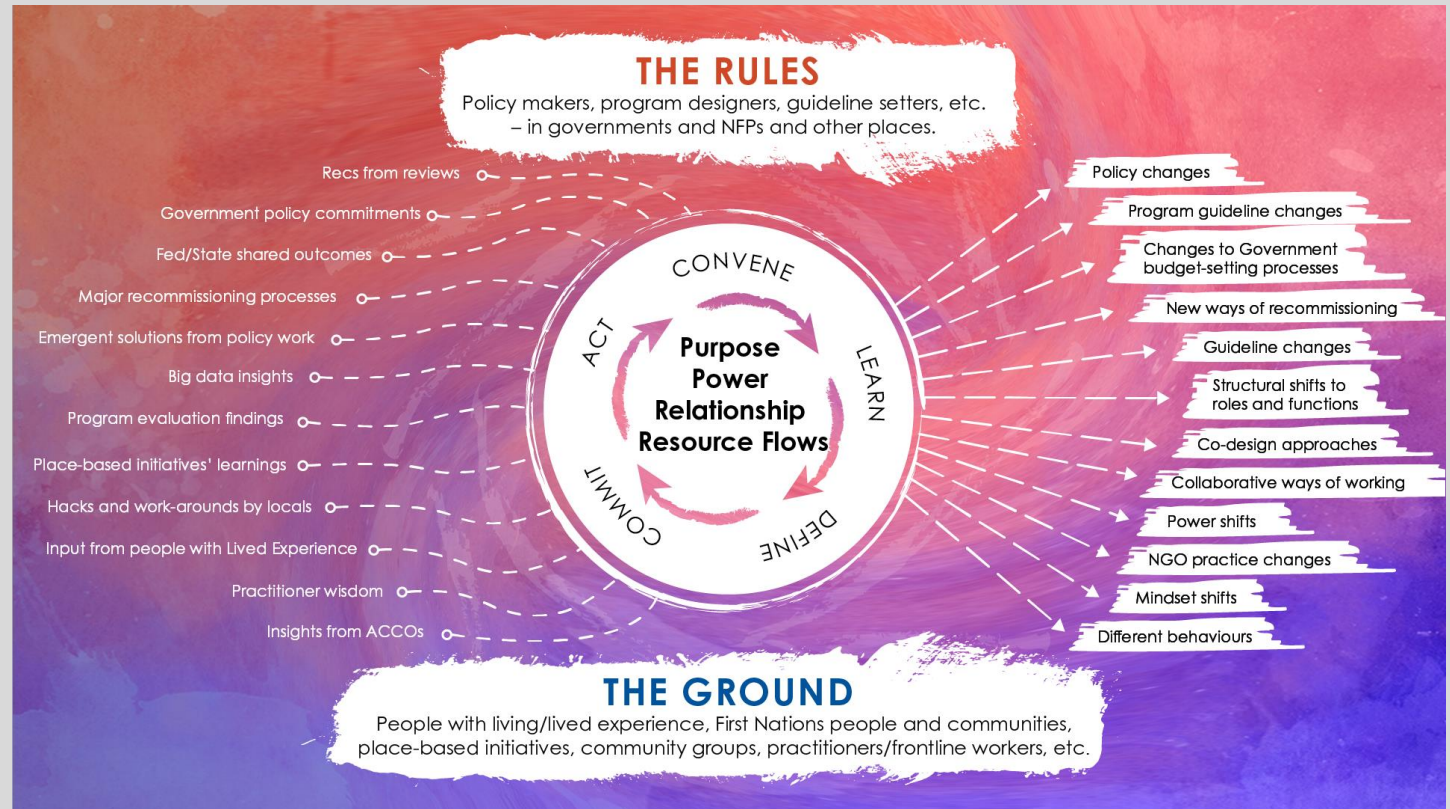 THE RULES
Policy makers, program designers, guideline setters, etc.
– in governments and NFPs and other places.
Recs from reviews
Government policy commitments
Fed/State shared outcomes
Major recommissioning processes
Emergent solutions from policy work
Big data insights
Program evaluation findings
Place-based initiatives’ learnings
Hacks and work-arounds by locals
Input from people with Lived Experience
Practitioner wisdom
Insights from ACCOs
CONVENE
LEARN
DEFINE
COMMIT
ACT
Purpose
Power
Relationship
Resource Flows
Policy changes
Program guideline changes
Changes to Government
budget-setting processes
New ways of recommissioning
Guideline changes
Structural shifts to
roles and functions
Co-design approaches
Collaborative ways of working
Power shifts
NGO practice changes
Mindset shifts
Different behaviours
THE GROUND
People with living/lived experience, First Nations people and communities,
place-based initiatives, community groups, practitioners/frontline workers, etc.